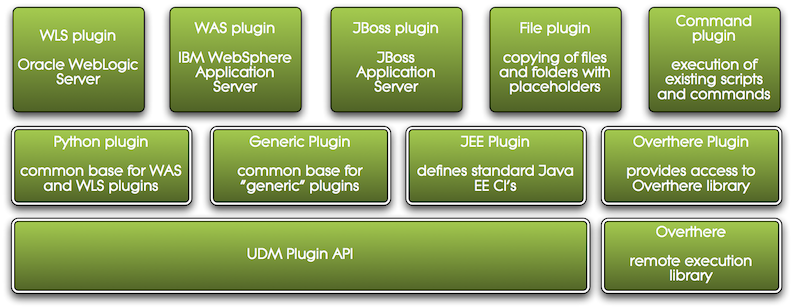 WLS plugin
Oracle WebLogic
Server
WAS plugin
IBM WebSphere
Application
Server
JBoss plugin
JBoss
Application
Server
File plugin
copying of files
and folders with
placeholders
Command
plugin
execution of
existing scripts
and commands
Python plugin
common base for WAS
and WLS plugins
Generic Plugin
common base for
"generic" plugins
JEE Plugin
defines standard Java
EE CI's
Overthere Plugin
provides access to
Overthere library
UDM Plugin API
Overthere
remote execution
library